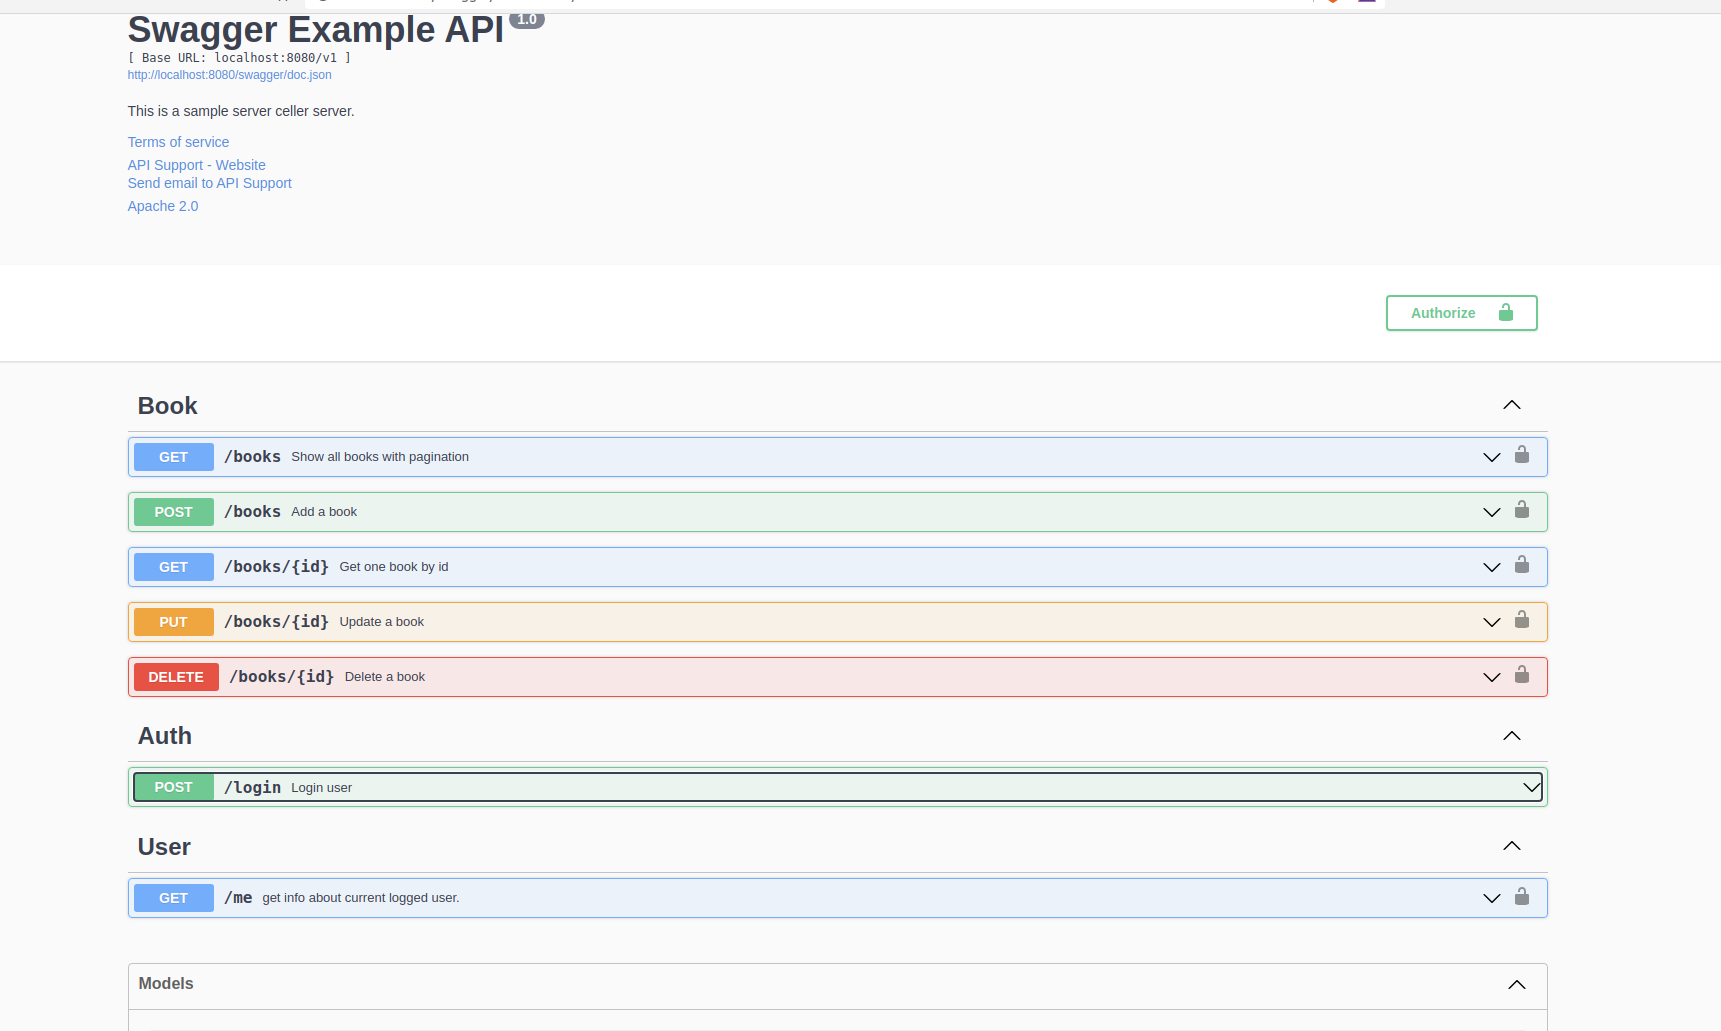 Swagger Example API 1.0
[ Base URL: localhost:8080/v1 ]
http://localhost:8080/swagger/doc.json
This is a sample server celler server.
Terms of service
API Support - Website
Send email to API Support
Apache 2.0
Authorize
Book
GET /books Show all books with pagination
POST /books Add a book
GET /books/{id} Get one book by id
PUT /books/{id} Update a book
DELETE /books/{id} Delete a book
Auth
POST /login Login user
User
GET /me get info about current logged user.
Models